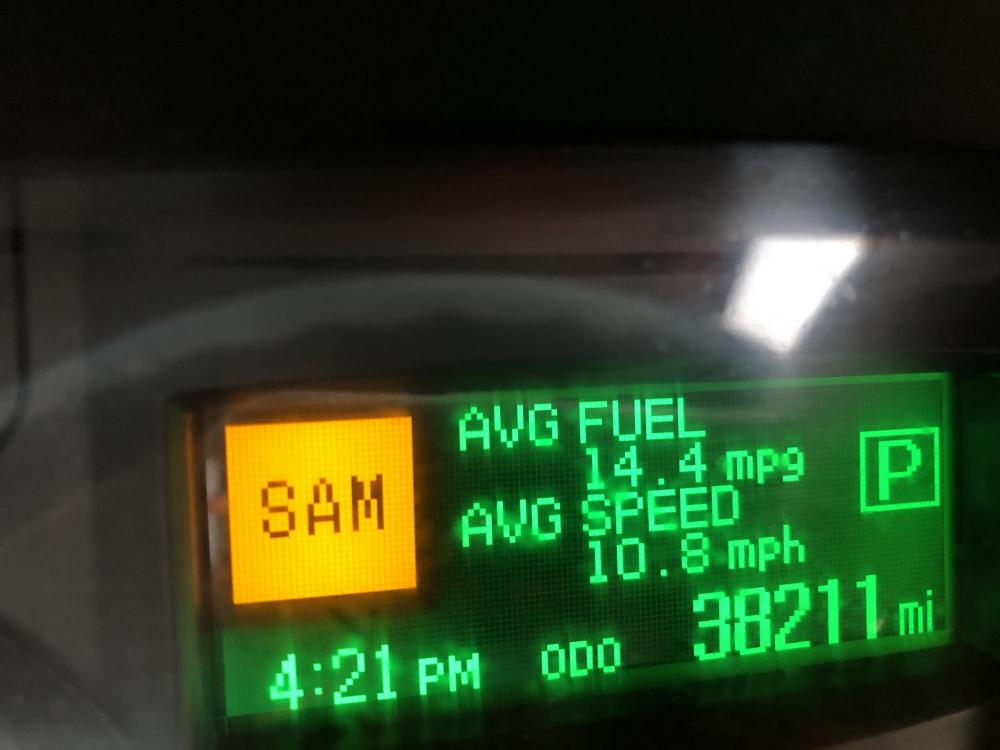 SAM
AVG FUEL
14.4 mpg
AVG SPEED
10.8 mph
P
4:21 PM ODO 38211 mi